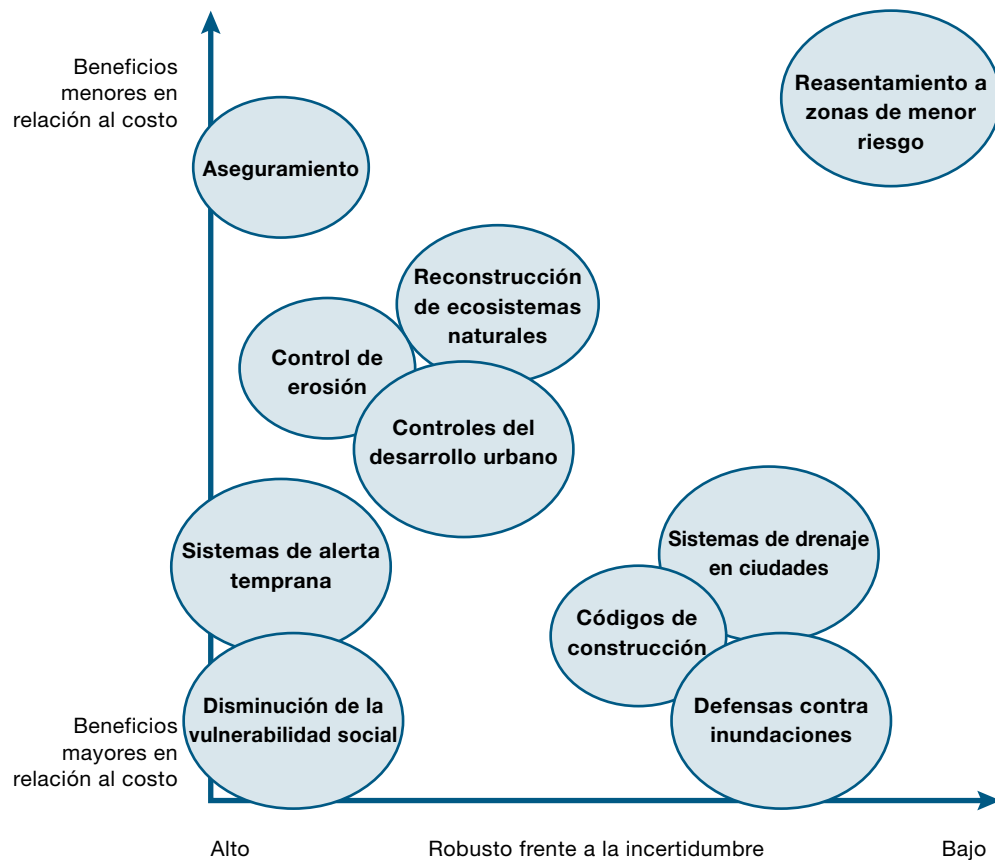 Beneficios
menores en
relación al costo
Reasentamiento a
zonas de menor
riesgo
Aseguramiento
Reconstrucción
de ecosistemas
naturales
Control de
erosión
Controles del
desarrollo urbano
Sistemas de alerta
temprana
Sistemas de drenaje
en ciudades
Códigos de
construcción
Disminución de la
vulnerabilidad social
Defensas contra
inundaciones
Beneficios
mayores en
relación al costo
Alto
Robusto frente a la incertidumbre
Bajo